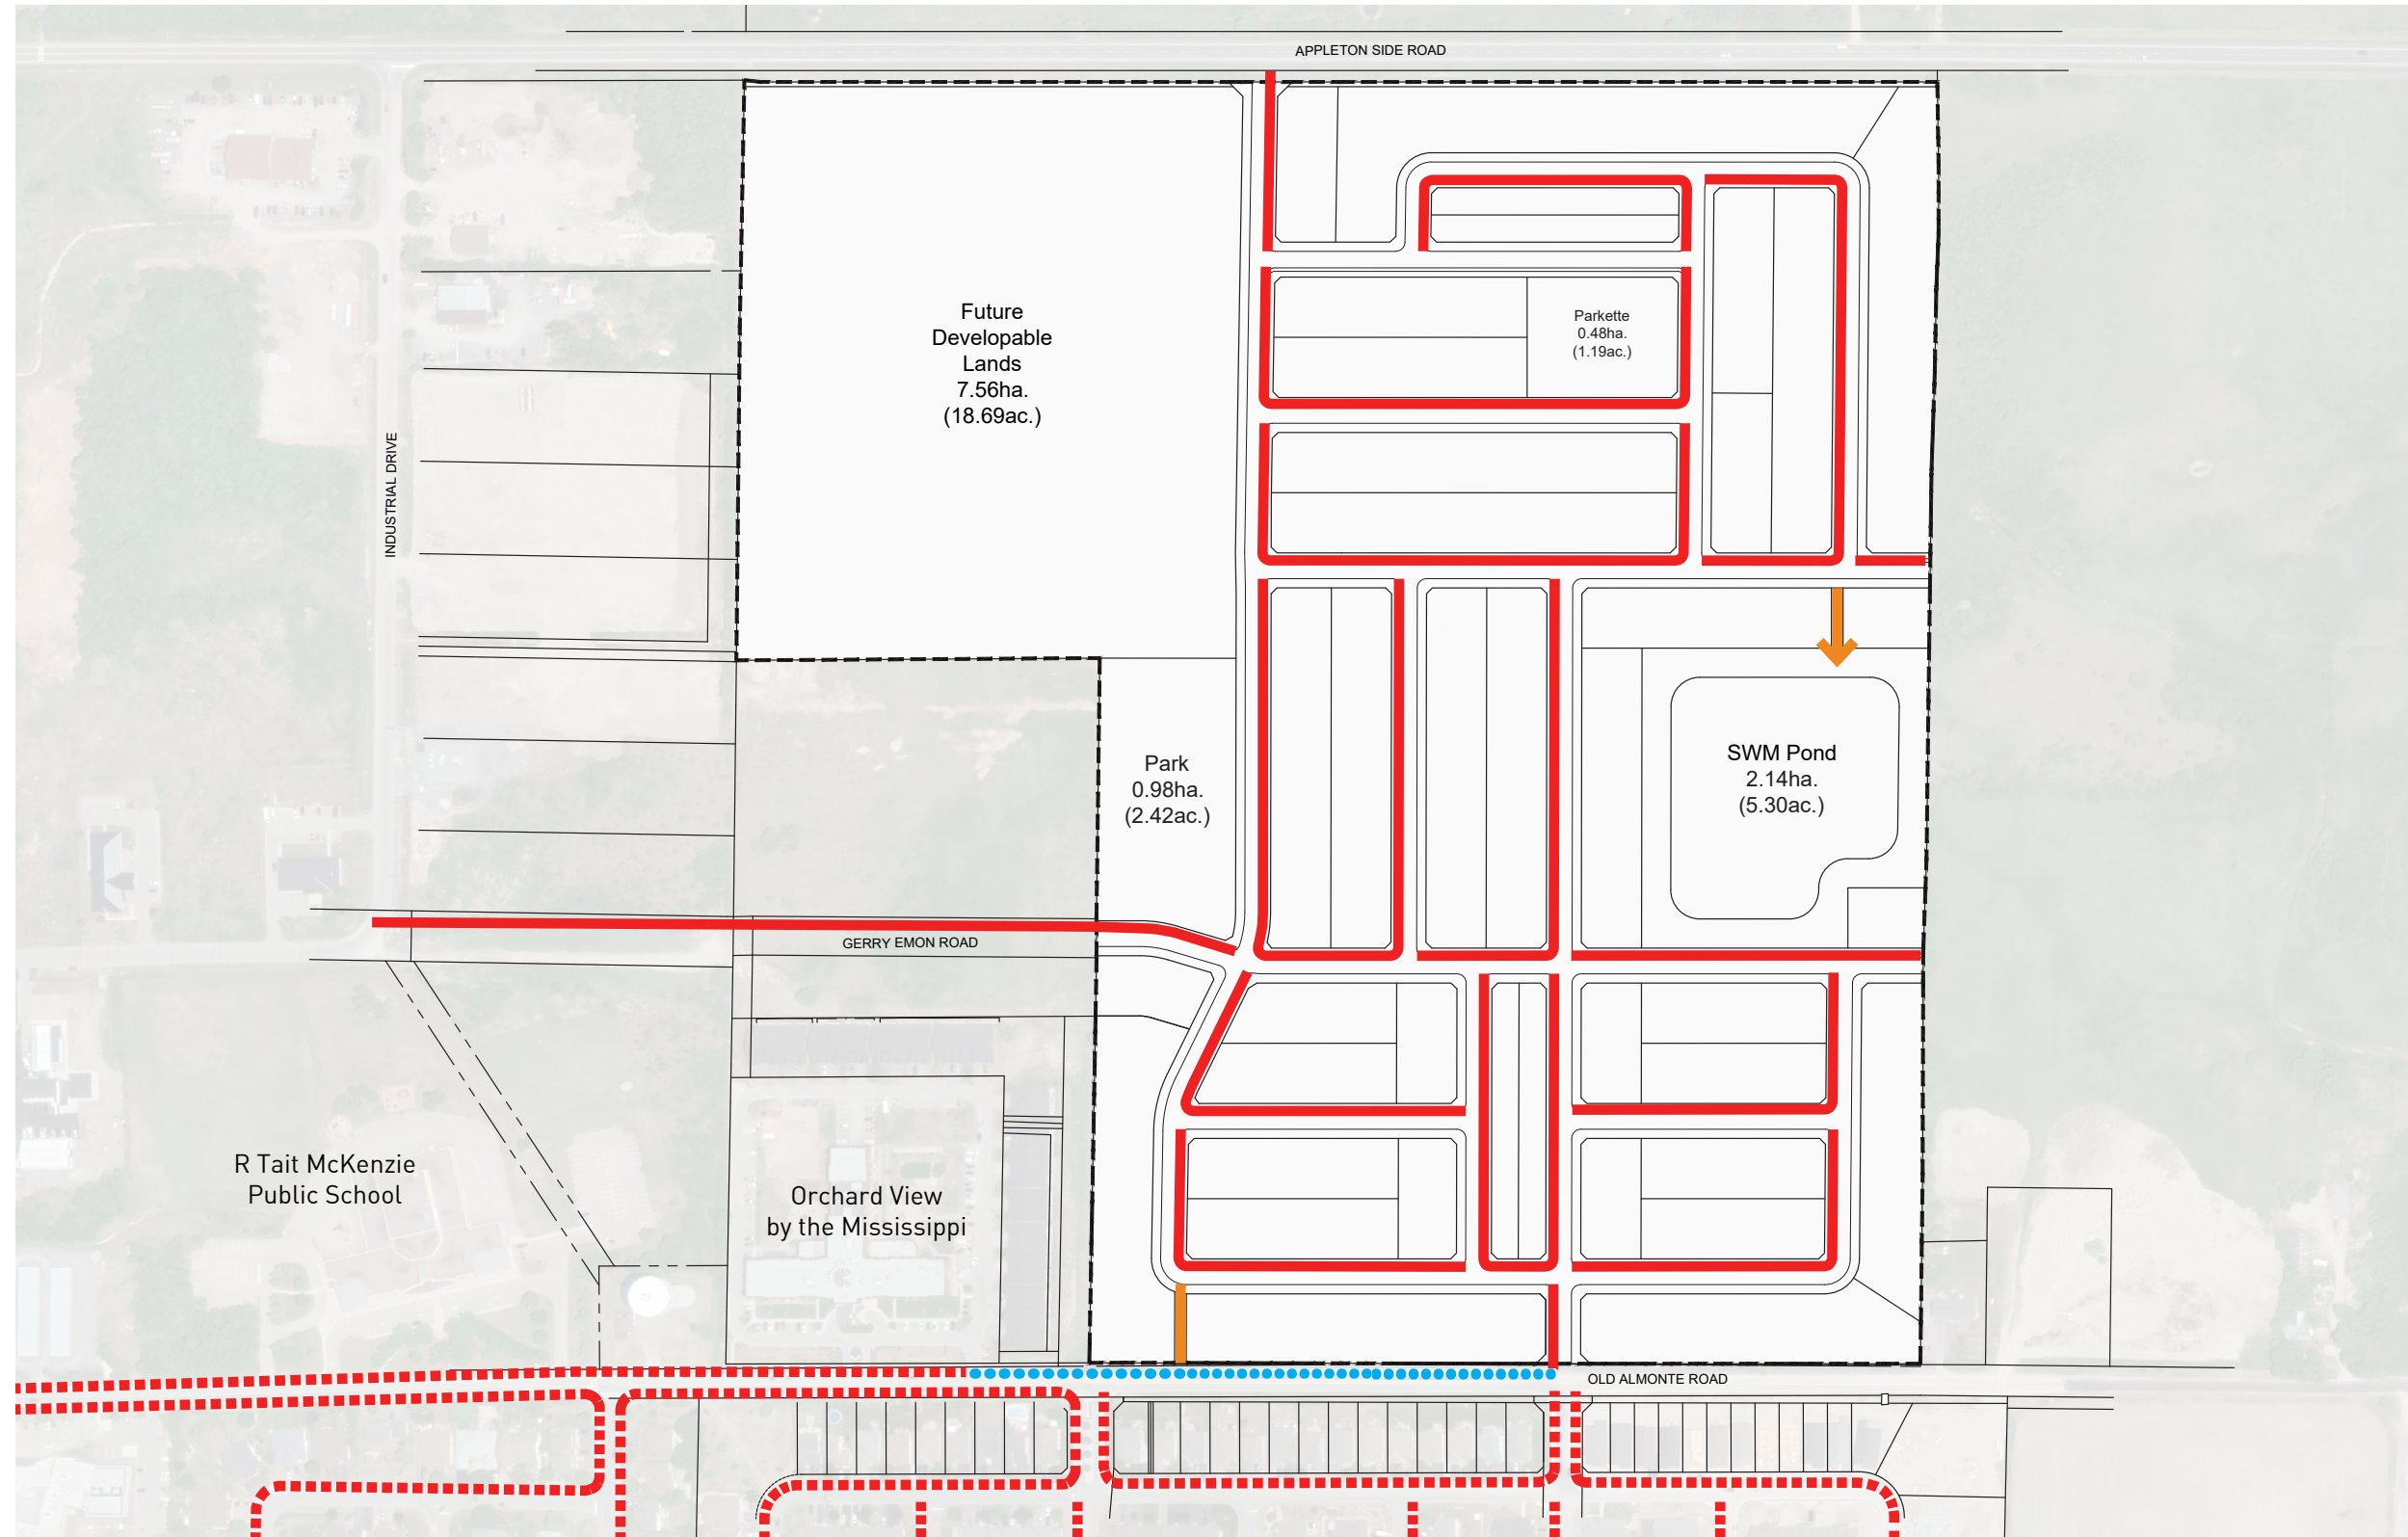 APPLETON SIDE ROAD
Future
Developable
Lands
7.56ha.
(18.69ac.)
Parkette
0.48ha.
(1.19ac.)
INDUSTRIAL DRIVE
Park
0.98ha.
(2.42ac.)
SWM Pond
2.14ha.
(5.30ac.)
GERRY EMON ROAD
R Tait McKenzie
Public School
Orchard View
by the Mississippi
OLD ALMONTE ROAD